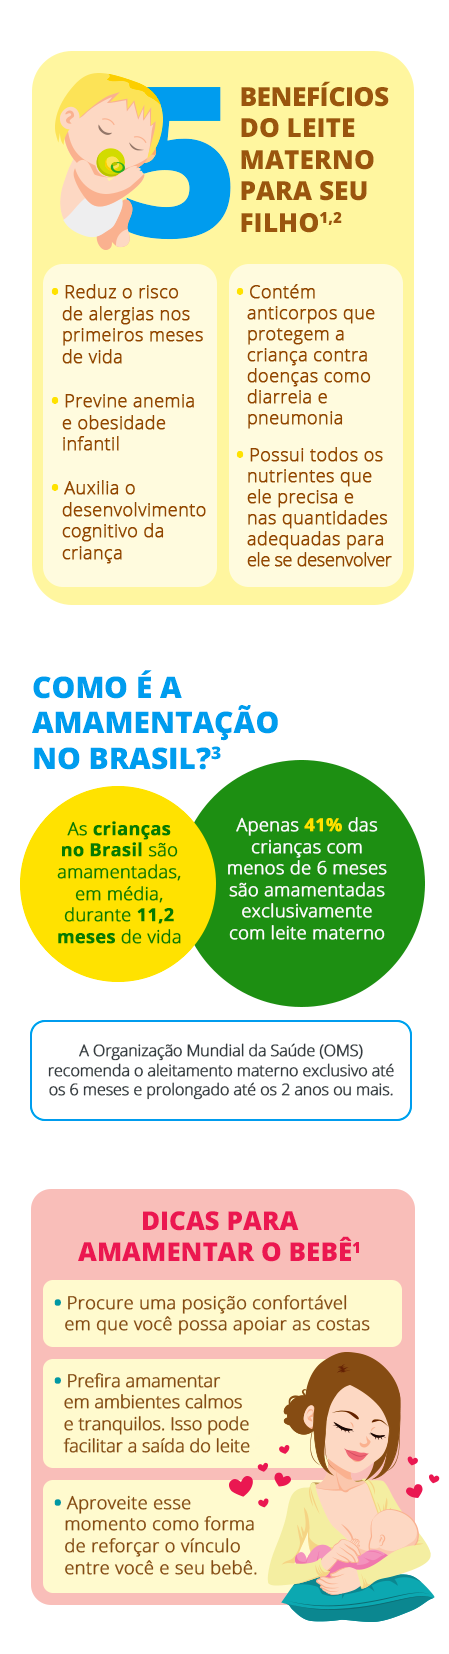 5
BENEFÍCIOS
DO LEITE
MATERNO
PARA SEU
FILHO¹,²
• Reduz o risco
de alergias nos
primeiros meses
de vida
• Previne anemia
e obesidade
infantil
• Auxilia o
desenvolvimento
cognitivo da
criança
• Contém
anticorpos que
protegem a
criança contra
doenças como
diarreia e
pneumonia
• Possui todos os
nutrientes que
ele precisa e
nas quantidades
adequadas para
ele se desenvolver
COMO É A
AMAMENTAÇÃO
NO BRASIL?³
As crianças
no Brasil são
amamentadas,
em média,
durante 11,2
meses de vida
Apenas 41% das
crianças com
menos de 6 meses
são amamentadas
exclusivamente
com leite materno
A Organização Mundial da Saúde (OMS)
recomenda o aleitamento materno exclusivo até
os 6 meses e prolongado até os 2 anos ou mais.
DICAS PARA
AMAMENTAR O BEBÊ¹
• Procure uma posição confortável
em que você possa apoiar as costas
• Prefira amamentar
em ambientes calmos
e tranquilos. Isso pode
facilitar a saída do leite
• Aproveite esse
momento como forma
de reforçar o vínculo
entre você e seu bebê.